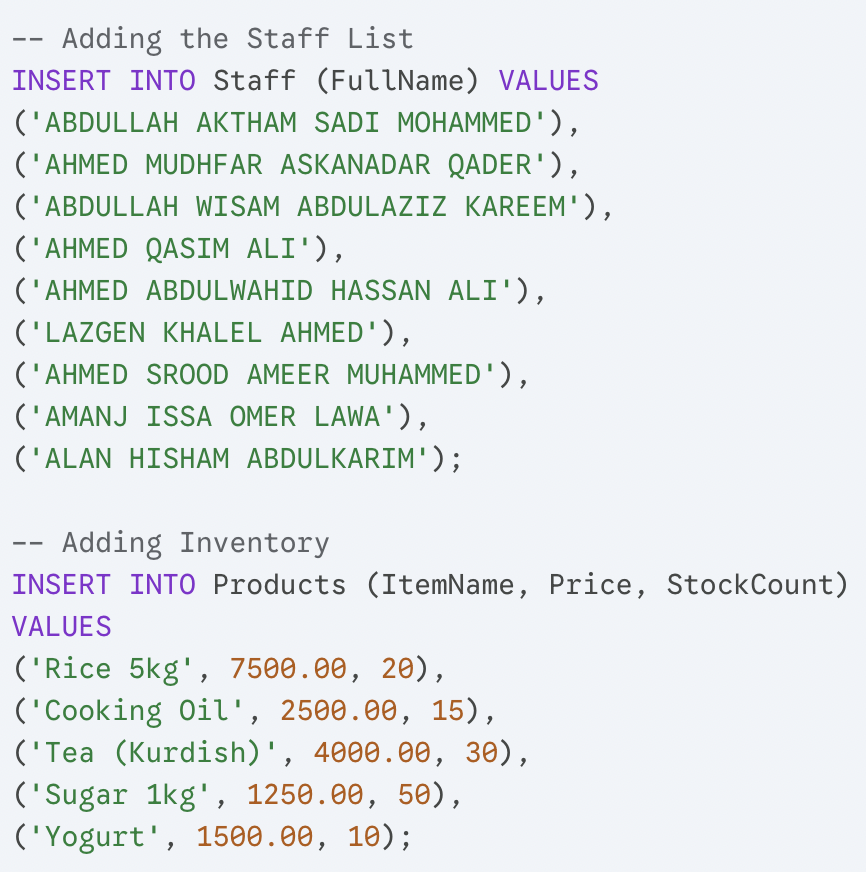 -- Adding the Staff List
INSERT INTO Staff (FullName) VALUES
('ABDULLAH AKTHAM SADI MOHAMMED'),
('AHMED MUDHFAR ASKANADAR QADER'),
('ABDULLAH WISAM ABDULAZIZ KAREEM'),
('AHMED QASIM ALI'),
('AHMED ABDULWAHID HASSAN ALI'),
('LAZGEN KHALEL AHMED'),
('AHMED SROOD AMEER MUHAMMED'),
('AMANJ ISSA OMER LAWA'),
('ALAN HISHAM ABDULKARIM');

-- Adding Inventory
INSERT INTO Products (ItemName, Price, StockCount)
VALUES
('Rice 5kg', 7500.00, 20),
('Cooking Oil', 2500.00, 15),
('Tea (Kurdish)', 4000.00, 30),
('Sugar 1kg', 1250.00, 50),
('Yogurt', 1500.00, 10);